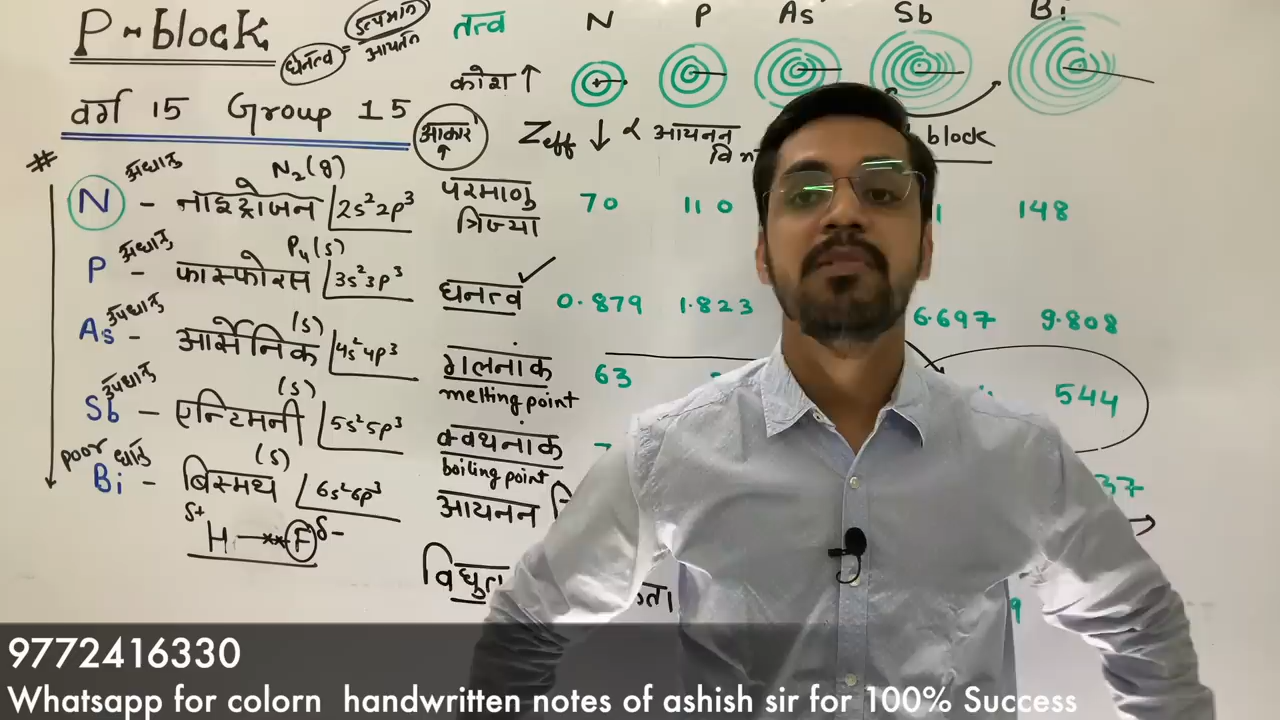 P-block
घनत्व = द्रव्यमान / आयतन
वर्ग 15 Group 15
आकार ↑
#
N - अधातु नाइट्रोजन N₂(g) 2s²2p³
P - अधातु फास्फोरस P₄(s) 3s²3p³
As - उपधातु आर्सेनिक (s) 4s²4p³
Sb - उपधातु एन्टिमनी (s) 5s²5p³
Bi - poor धातु बिस्मथ (s) 6s²6p³
δ+ H F δ-
तत्व N P As Sb Bi
कोश ↑
Zeff ↓ ∝ आयनन
block
परमाणु त्रिज्या 70 110 148
घनत्व 0.879 1.823 6.697 9.808
गलनांक 63 544
melting point
क्वथनांक
boiling point
आयनन
9772416330
Whatsapp for colorn handwritten notes of ashish sir for 100% Success